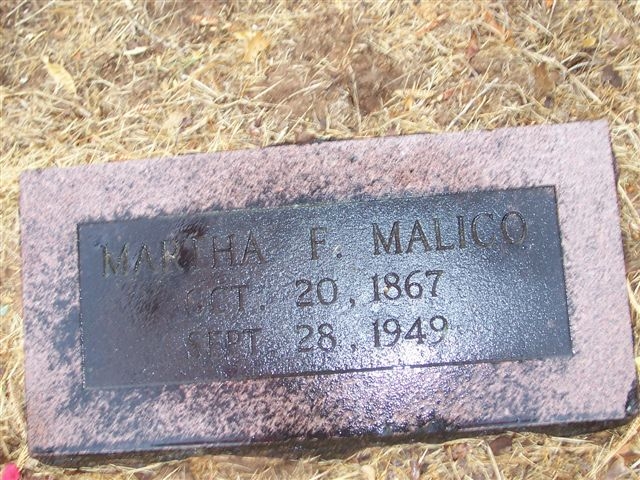 MARTHA F. MALICO
OCT. 20, 1867
SEPT. 28, 1949